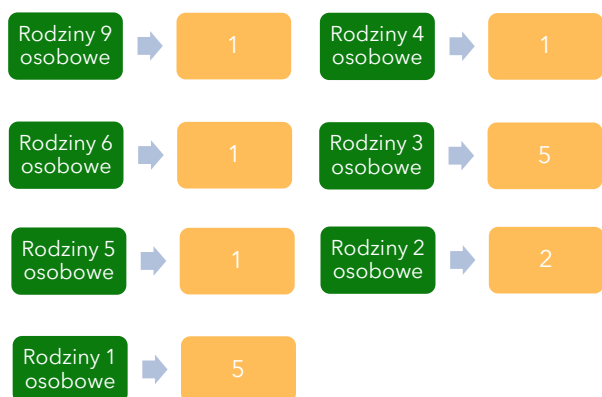 Rodziny 9
osobowe
1
Rodziny 4
osobowe
1
Rodziny 6
osobowe
1
Rodziny 3
osobowe
5
Rodziny 5
osobowe
1
Rodziny 2
osobowe
2
Rodziny 1
osobowe
5